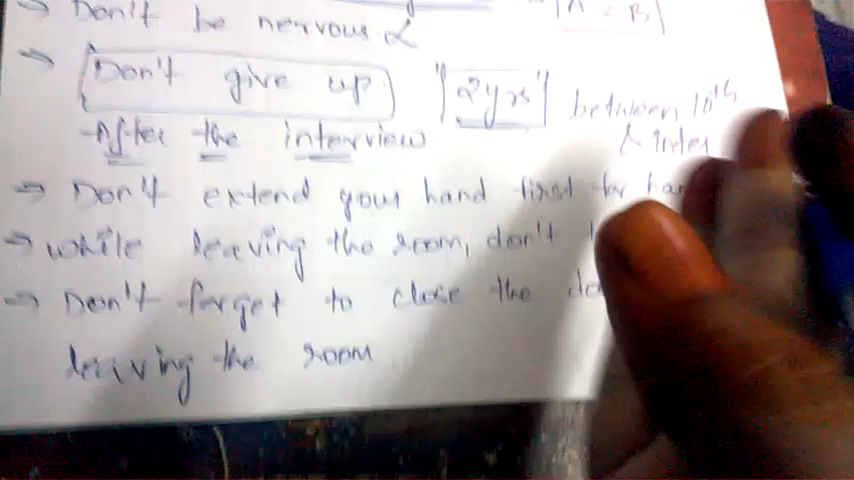 → Don't be nervous.
|A = B|
→ Don't give up "2yrs" between 10th
After the interview & Inter
→ Don't extend your hand first for
→ while leaving the room, don't
→ Don't forget to close the
leaving the room